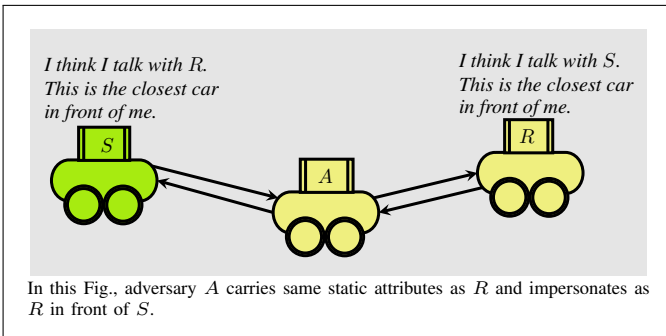 I think I talk with R.
This is the closest car
in front of me.
I think I talk with S.
This is the closest car
in front of me.
S
A
R
In this Fig., adversary A carries same static attributes as R and impersonates as
R in front of S.